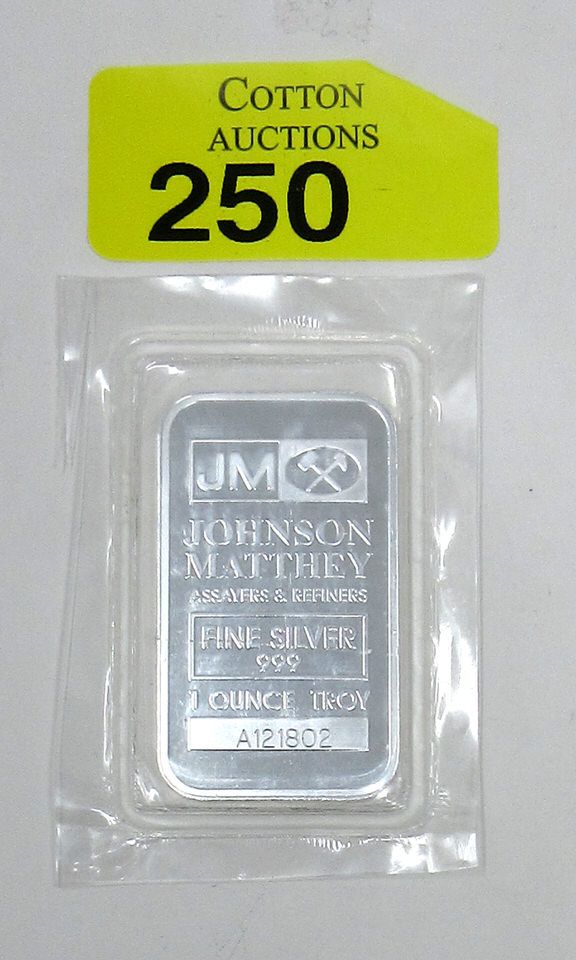 COTTON
AUCTIONS
250
JM
JOHNSON
MATTHEY
ASSAYERS & REFINERS
FINE SILVER
999
1 OUNCE TROY
A121802